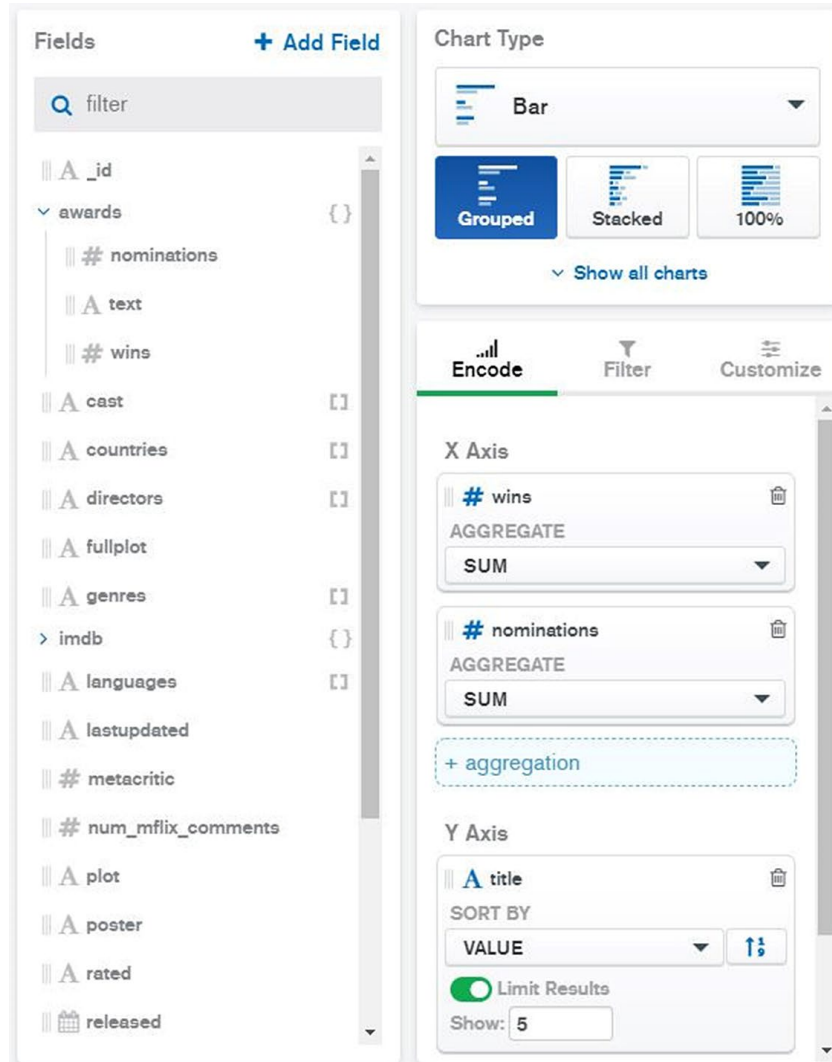 Fields
+ Add Field
filter
A _id
awards {}
# nominations
A text
# wins
A cast []
A countries []
A directors []
A fullplot
A genres []
> imdb {}
A languages []
A lastupdated
# metacritic
# num_mflix_comments
A plot
A poster
A rated
released
Chart Type
Bar
Grouped
Stacked
100%
Show all charts
Encode
Filter
Customize
X Axis
# wins
AGGREGATE
SUM
# nominations
AGGREGATE
SUM
+ aggregation
Y Axis
A title
SORT BY
VALUE
Limit Results
Show: 5